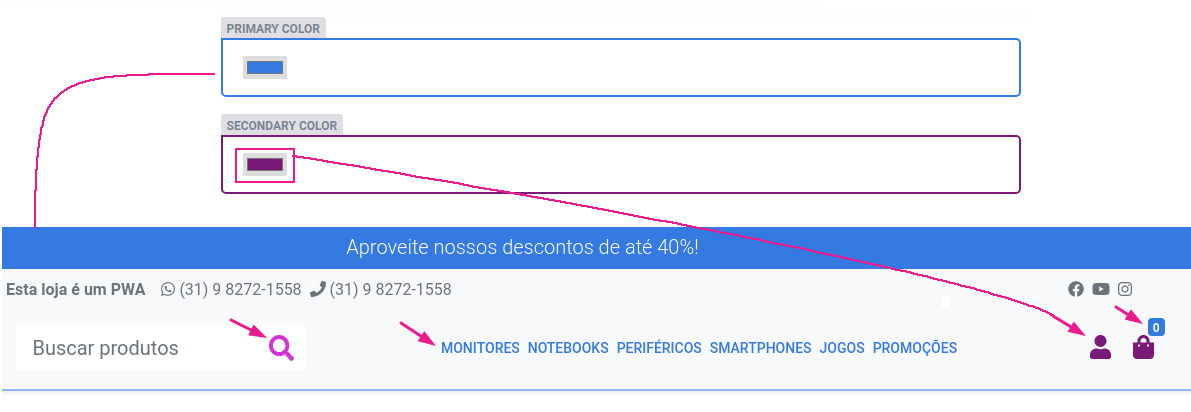 PRIMARY COLOR
SECONDARY COLOR
Aproveite nossos descontos de até 40%!
Esta loja é um PWA (31) 9 8272-1558 (31) 9 8272-1558
0
Buscar produtos MONITORES NOTEBOOKS PERIFÉRICOS SMARTPHONES JOGOS PROMOÇÕES